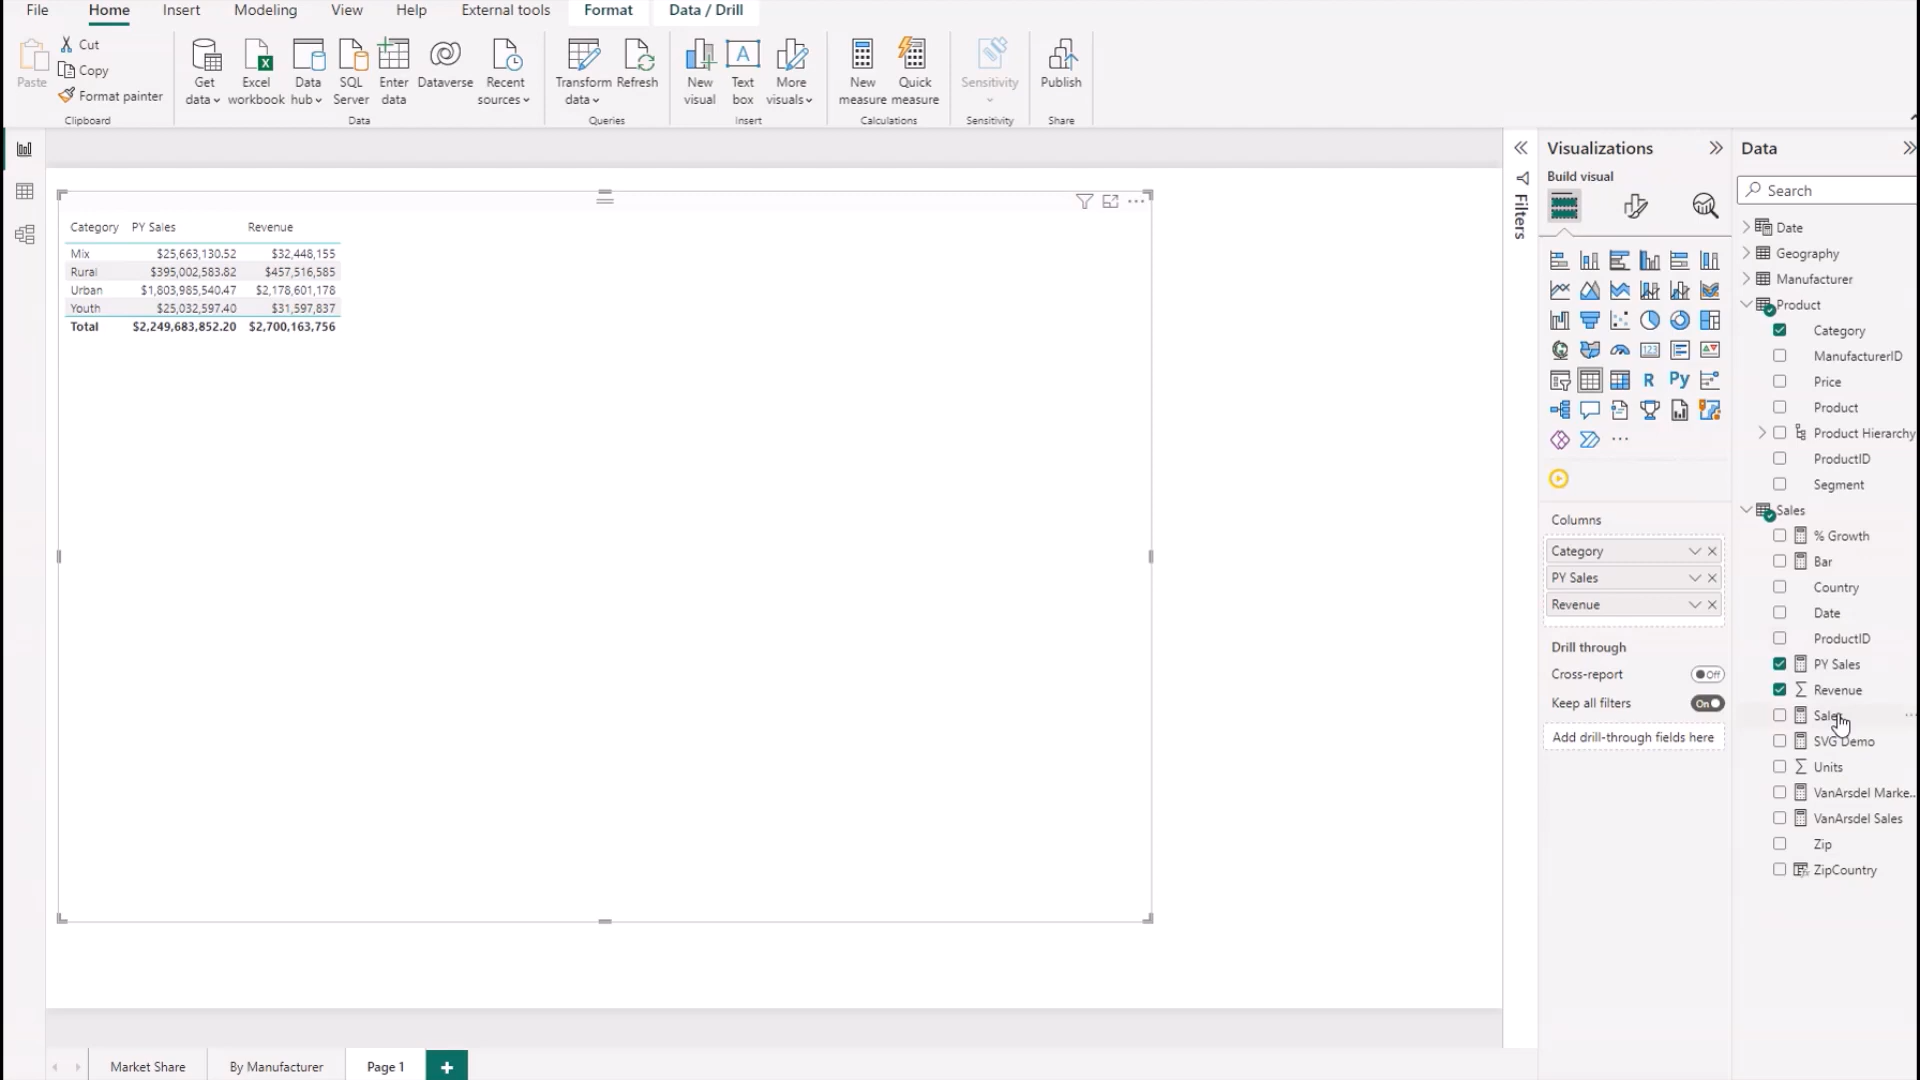 File Home Insert Modeling View Help External tools Format Data / Drill
Paste
Cut
Copy
Format painter
Clipboard
Get data
Excel workbook
Data hub
SQL Server
Enter data
Dataverse
Recent sources
Data
Transform data
Refresh
Queries
New visual
Text box
More visuals
Insert
New measure
Quick measure
Calculations
Sensitivity
Sensitivity
Publish
Share
Category PY Sales Revenue
Mix $25,663,130.52 $32,448,155
Rural $395,002,583.82 $457,516,585
Urban $1,803,985,540.47 $2,178,601,178
Youth $25,032,597.40 $31,597,837
Total $2,249,683,852.20 $2,700,163,756
Filters
Visualizations
Build visual
R
Py
123
Columns
Category
PY Sales
Revenue
Drill through
Cross-report Off
Keep all filters On
Add drill-through fields here
Data
Search
Date
Geography
Manufacturer
Product
Category
ManufacturerID
Price
Product
Product Hierarchy
ProductID
Segment
Sales
% Growth
Bar
Country
Date
ProductID
PY Sales
Revenue
Sales
SVG Demo
Units
VanArsdel Marke...
VanArsdel Sales
Zip
ZipCountry
Market Share By Manufacturer Page 1